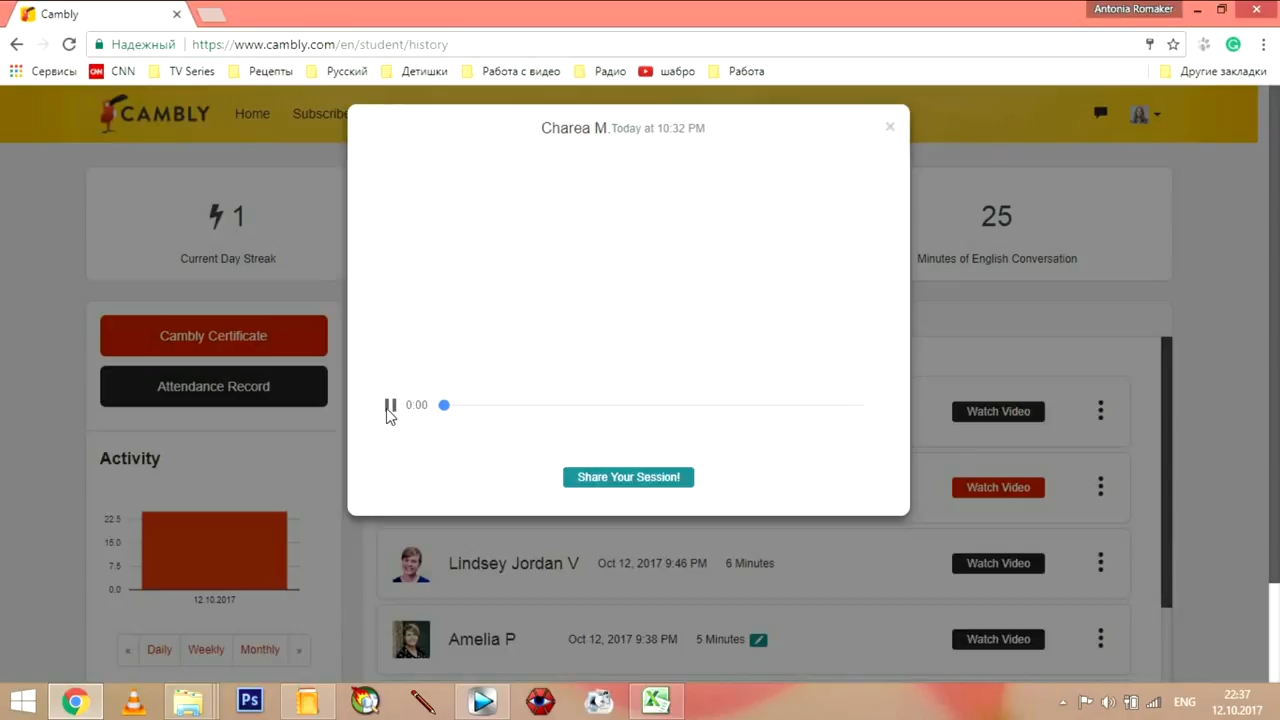 Cambly
Antonia Romaker
Надежный
https://www.cambly.com/en/student/history
Сервисы
CNN
TV Series
Рецепты
Русский
Детишки
Работа с видео
Радио
шабро
Работа
Другие закладки
CAMBLY
Home
Subscribe
Charea M. Today at 10:32 PM
×
1
Current Day Streak
25
Minutes of English Conversation
Cambly Certificate
Attendance Record
0:00
Share Your Session!
Watch Video
Watch Video
Activity
22.5
15.0
7.5
0.0
12.10.2017
« Daily Weekly Monthly »
Lindsey Jordan V Oct 12, 2017 9:46 PM 6 Minutes Watch Video
Amelia P Oct 12, 2017 9:38 PM 5 Minutes Watch Video
Ps
ENG
22:37
12.10.2017